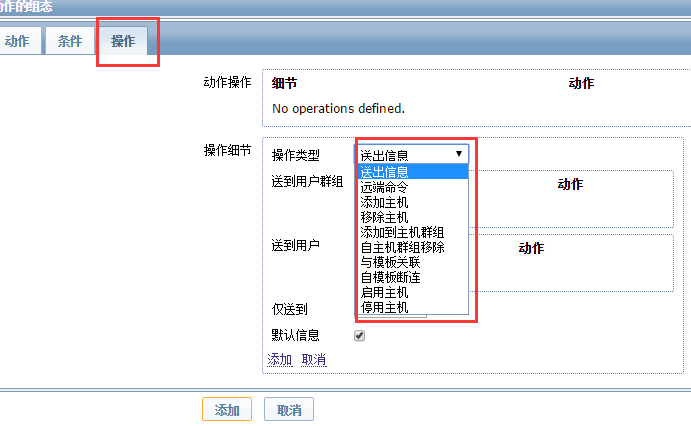 动作的组态
动作 条件 操作
动作操作 细节 动作
No operations defined.
操作细节 操作类型 送出信息
送到用户群组 动作
送出信息
远端命令
添加主机
移除主机
添加到主机群组
自主机群组移除
与模板关联
自模板断连
启用主机
停用主机
送到用户 动作
仅送到
默认信息
添加 取消
添加 取消